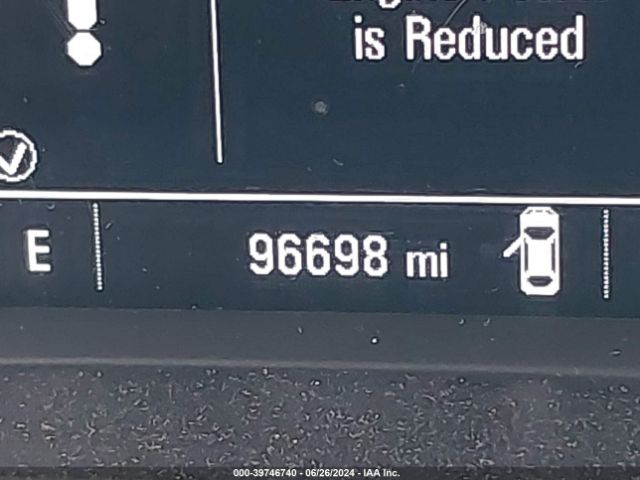 is Reduced
E
96698 mi
000-39746740 - 06/26/2024 - IAA Inc.